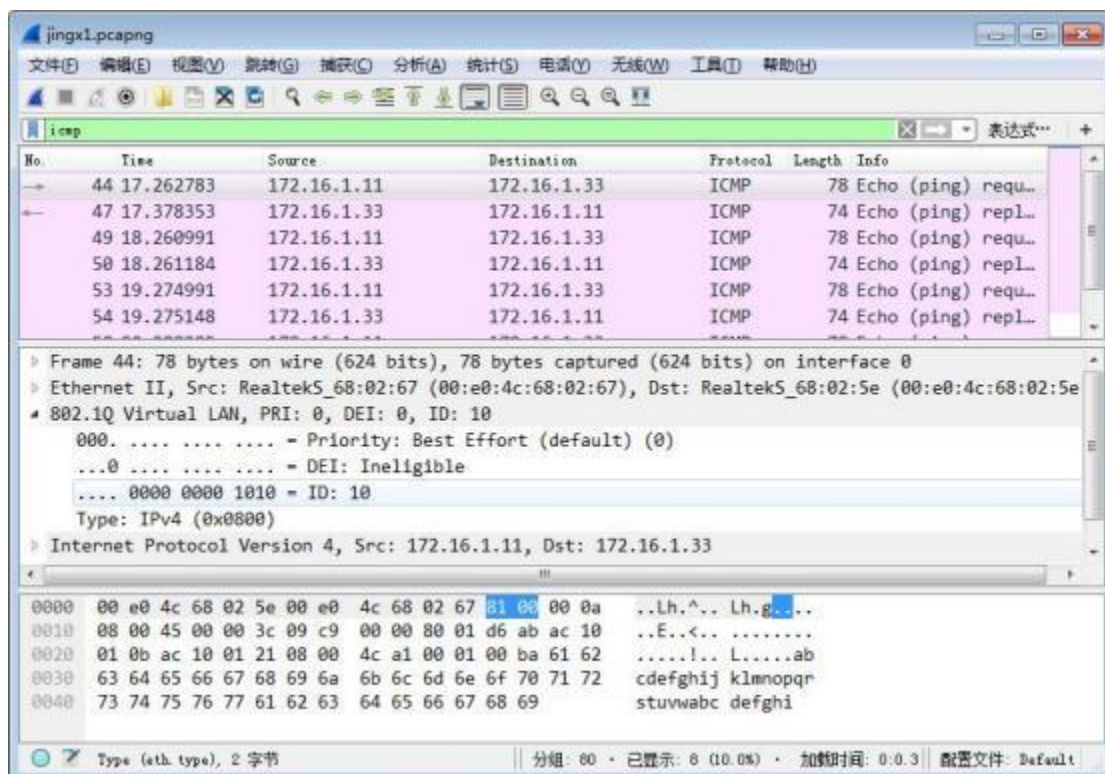 jingx1.pcapng
文件(F) 编辑(E) 视图(V) 跳转(G) 捕获(C) 分析(A) 统计(S) 电话(Y) 无线(W) 工具(T) 帮助(H)
icmp 表达式… +
No. Time Source Destination Protocol Length Info
44 17.262783 172.16.1.11 172.16.1.33 ICMP 78 Echo (ping) requ…
47 17.378353 172.16.1.33 172.16.1.11 ICMP 74 Echo (ping) repl…
49 18.260991 172.16.1.11 172.16.1.33 ICMP 78 Echo (ping) requ…
50 18.261184 172.16.1.33 172.16.1.11 ICMP 74 Echo (ping) repl…
53 19.274991 172.16.1.11 172.16.1.33 ICMP 78 Echo (ping) requ…
54 19.275148 172.16.1.33 172.16.1.11 ICMP 74 Echo (ping) repl…
Frame 44: 78 bytes on wire (624 bits), 78 bytes captured (624 bits) on interface 0
Ethernet II, Src: RealtekS_68:02:67 (00:e0:4c:68:02:67), Dst: RealtekS_68:02:5e (00:e0:4c:68:02:5e
802.1Q Virtual LAN, PRI: 0, DEI: 0, ID: 10
000. .... .... .... = Priority: Best Effort (default) (0)
...0 .... .... .... = DEI: Ineligible
.... 0000 0000 1010 = ID: 10
Type: IPv4 (0x0800)
Internet Protocol Version 4, Src: 172.16.1.11, Dst: 172.16.1.33
0000 00 e0 4c 68 02 5e 00 e0 4c 68 02 67 81 00 00 0a ..Lh.^.. Lh.g....
0010 08 00 45 00 00 3c 09 c9 00 00 80 01 d6 ab ac 10 ..E..<.. ........
0020 01 0b ac 10 01 21 08 00 4c a1 00 01 00 ba 61 62 .....!.. L.....ab
0030 63 64 65 66 67 68 69 6a 6b 6c 6d 6e 6f 70 71 72 cdefghij klmnopqr
0040 73 74 75 76 77 61 62 63 64 65 66 67 68 69 stuvwabc defghi
Type (eth.type), 2 字节 分组: 80 · 已显示: 8 (10.0%) · 加载时间: 0:0.3 配置文件: Default